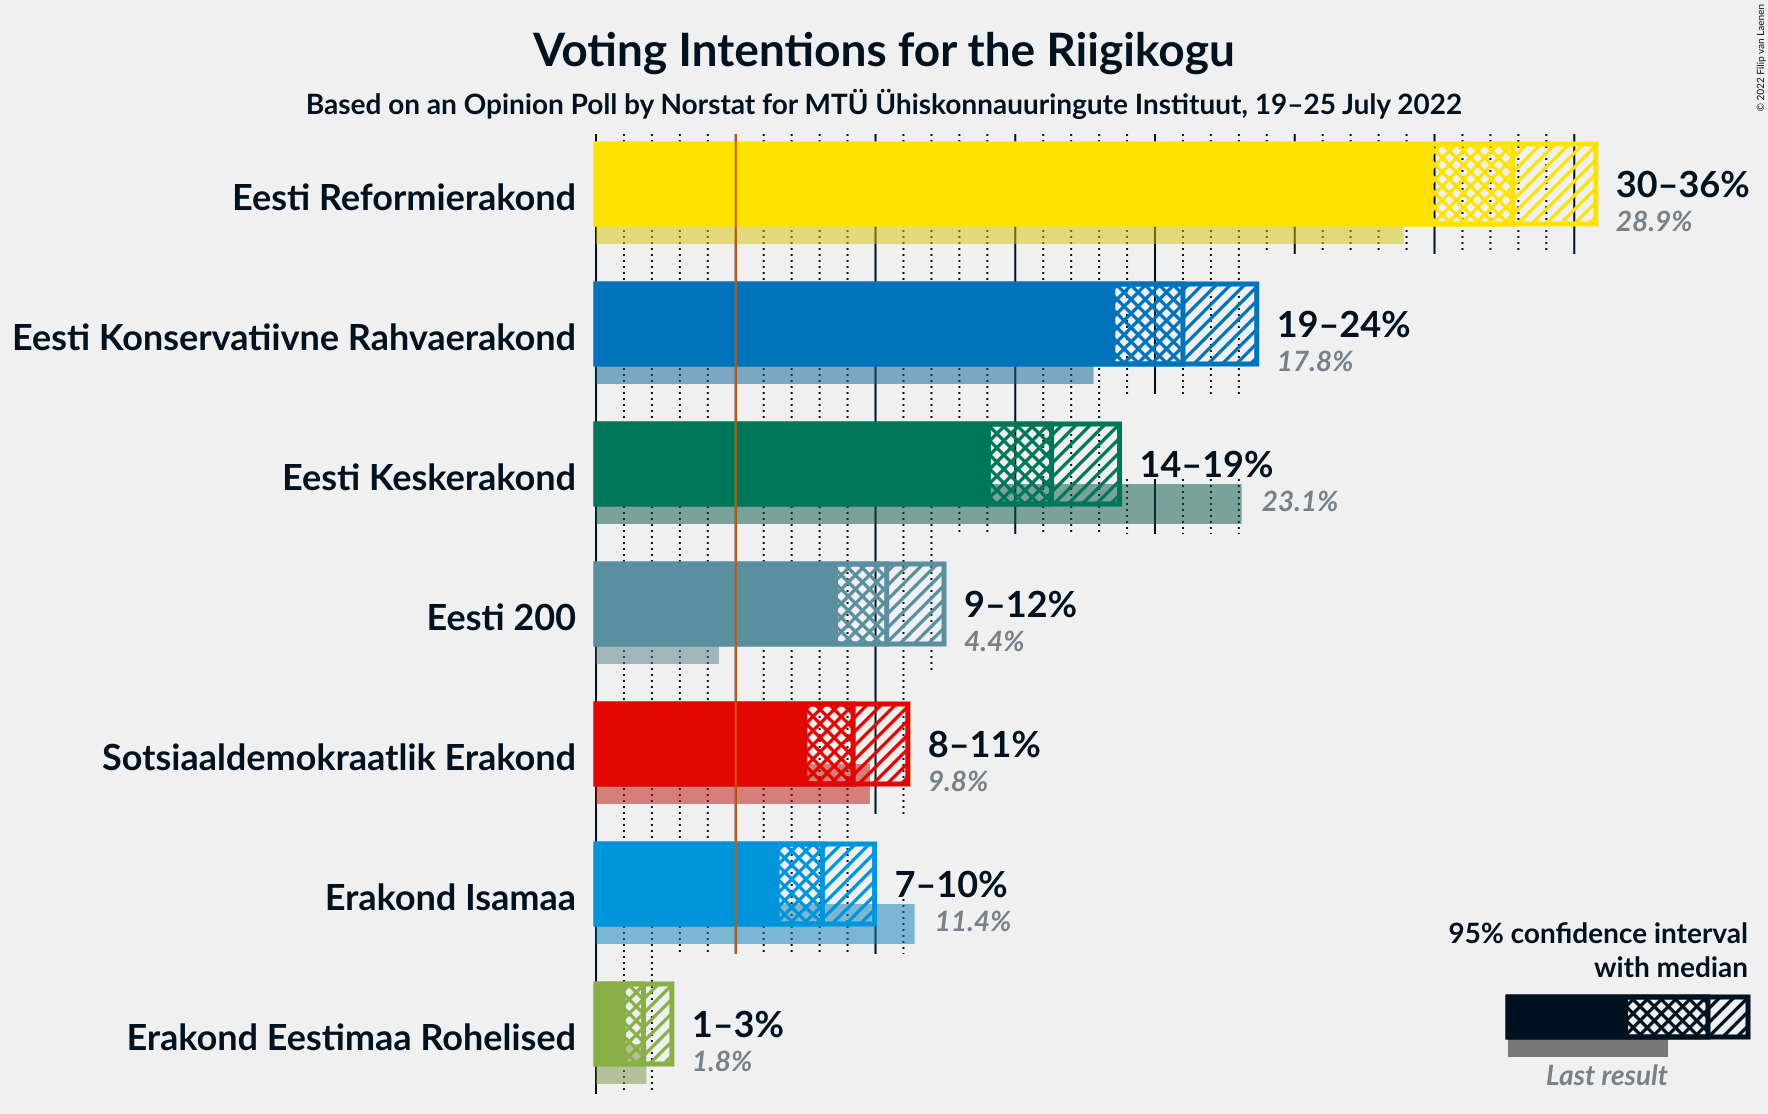 Voting Intentions for the Riigikogu
Based on an Opinion Poll by Norstat for MTÜ Ühiskonnauuringute Instituut, 19–25 July 2022
© 2022 Filip van Laenen
Eesti Reformierakond
30–36%
28.9%
Eesti Konservatiivne Rahvaerakond
19–24%
17.8%
Eesti Keskerakond
14–19%
23.1%
Eesti 200
9–12%
4.4%
Sotsiaaldemokraatlik Erakond
8–11%
9.8%
Erakond Isamaa
7–10%
11.4%
Erakond Eestimaa Rohelised
1–3%
1.8%
95% confidence interval
with median
Last result